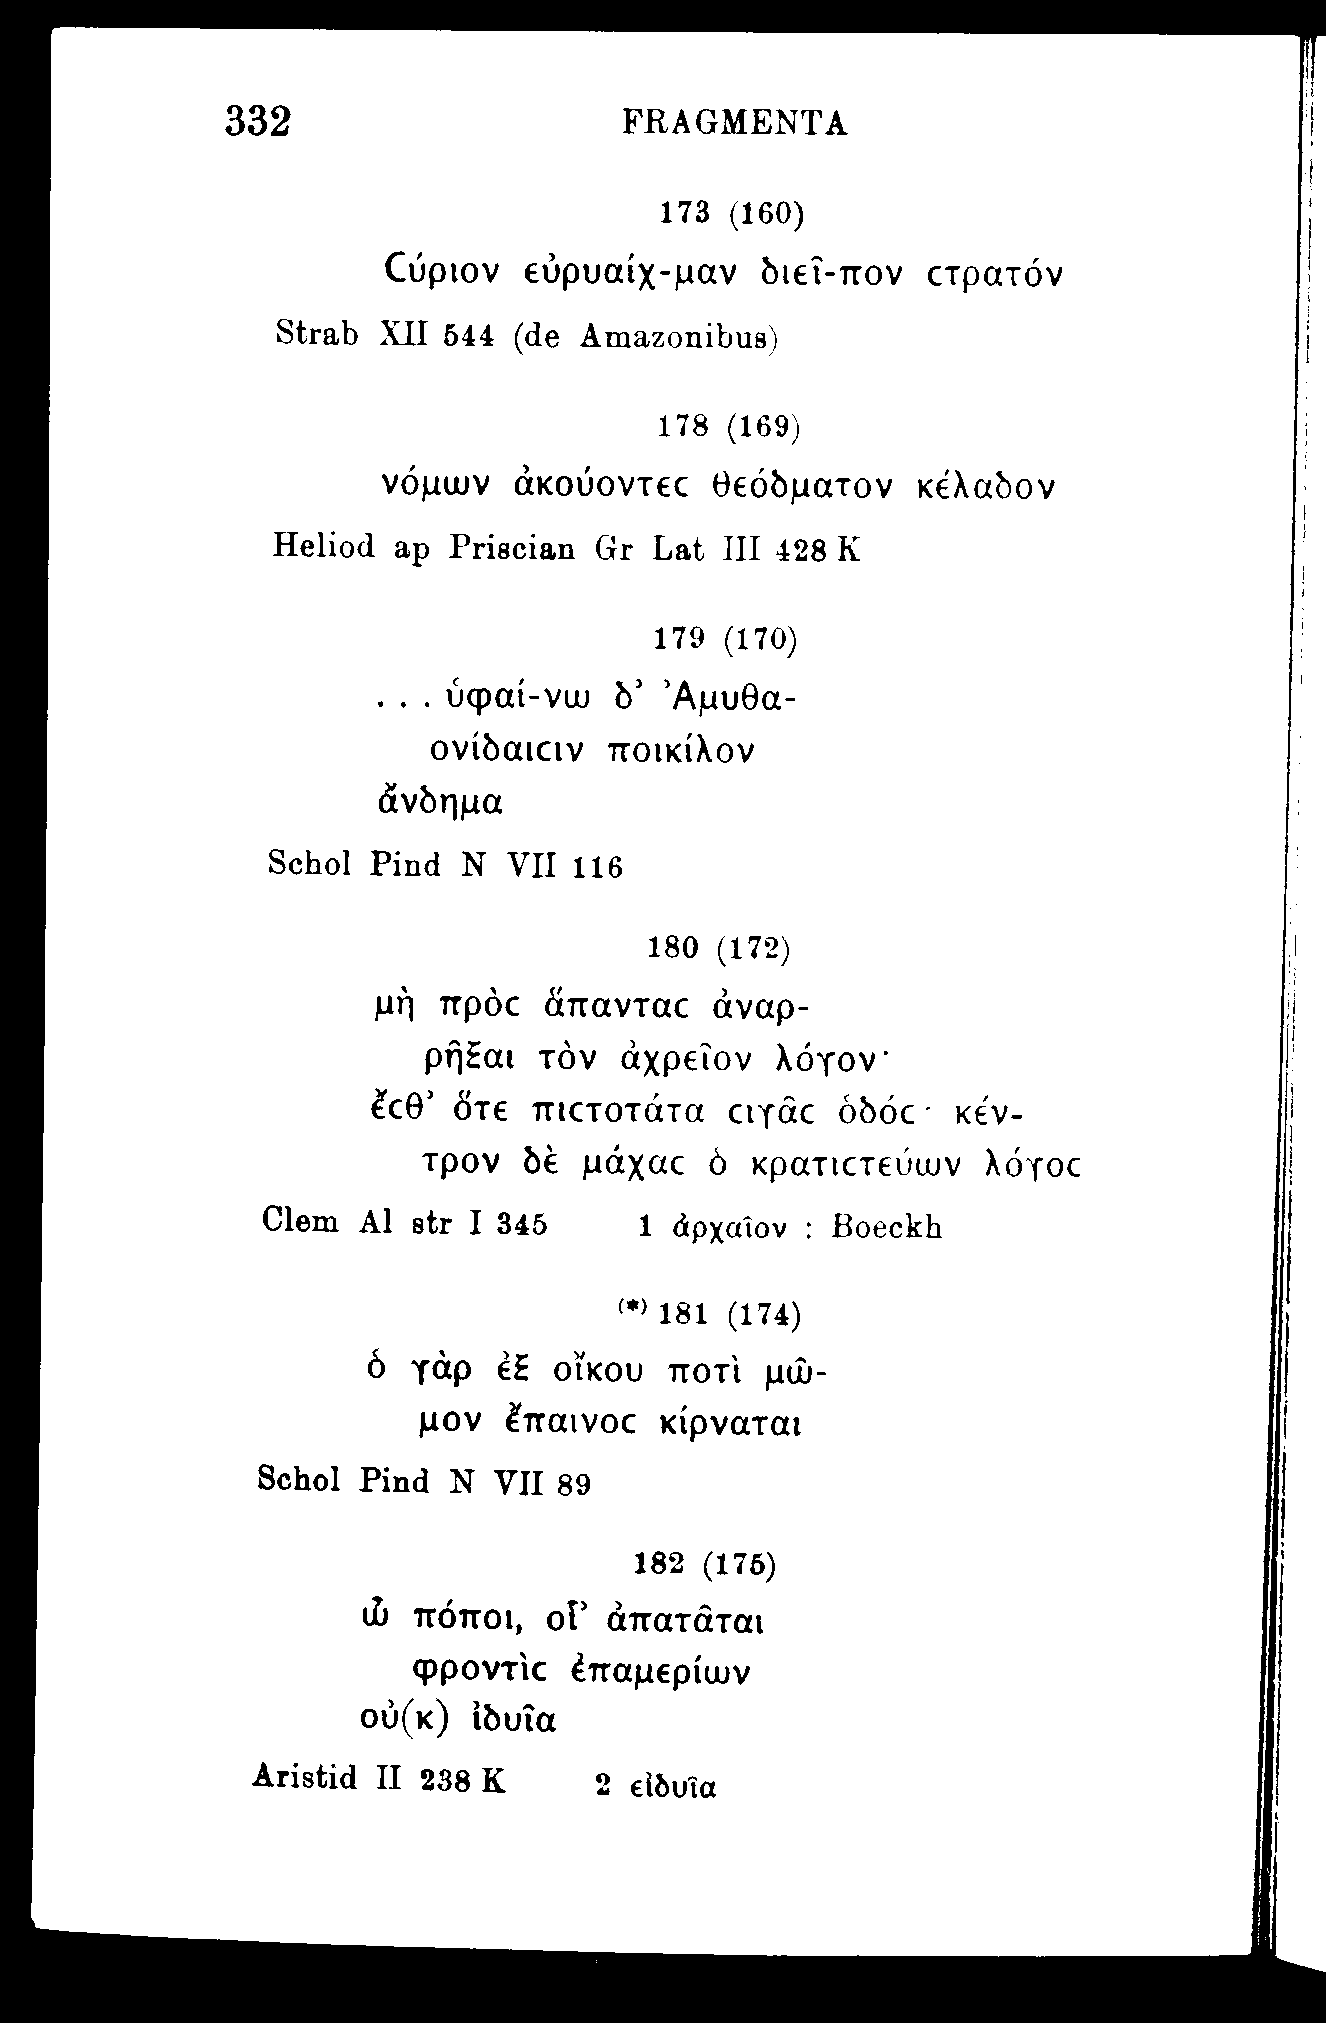 332 FRAGMENTA
173 (160)
Cύριον εὐρυαίχ-μαν διεῖ-πον cτρατόν
Strab XII 544 (de Amazonibus)
178 (169)
νόμων ἀκούοντεc θεόδματον κέλαδον
Heliod ap Priscian Gr Lat III 428 K
179 (170)
. . . ὑφαί-νω δ’ Ἀμυθα-
ονίδαιcιν ποικίλον
ἄνδημα
Schol Pind N VII 116
180 (172)
μὴ πρὸc ἅπανταc ἀναρ-
ρῆξαι τὸν ἀχρεῖον λόγον·
ἔcθ’ ὅτε πιcτοτάτα cιγᾶc ὁδόc· κέν-
τρον δὲ μάχαc ὁ κρατιcτεύων λόγοc
Clem Al str I 345 1 ἀρχαῖον : Boeckh
(*) 181 (174)
ὁ γὰρ ἐξ οἴκου ποτὶ μῶ-
μον ἔπαινοc κίρναται
Schol Pind N VII 89
182 (175)
ὦ πόποι, οἷ’ ἀπατᾶται
φροντὶc ἐπαμερίων
οὐ(κ) ἰδυῖα
Aristid II 238 K 2 εἰδυῖα